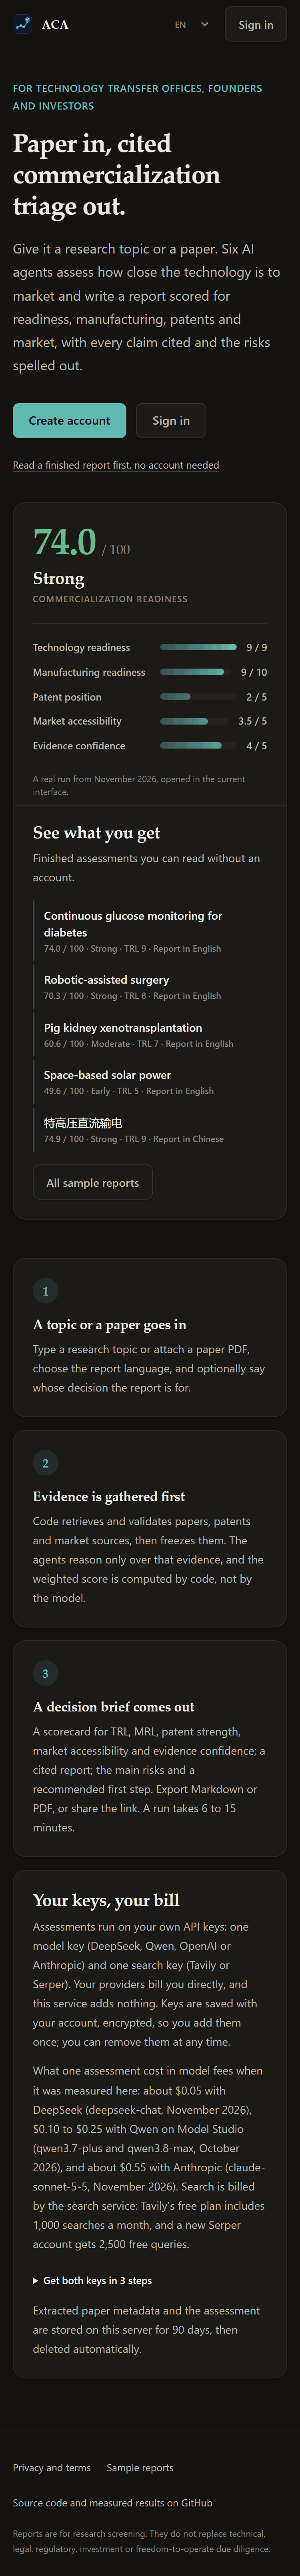 ACA
EN
Sign in
FOR TECHNOLOGY TRANSFER OFFICES, FOUNDERS
AND INVESTORS
Paper in, cited
commercialization
triage out.
Give it a research topic or a paper. Six AI
agents assess how close the technology is to
market and write a report scored for
readiness, manufacturing, patents and
market, with every claim cited and the risks
spelled out.
Create account
Sign in
Read a finished report first, no account needed
74.0 / 100
Strong
COMMERCIALIZATION READINESS
Technology readiness 9 / 9
Manufacturing readiness 9 / 10
Patent position 2 / 5
Market accessibility 3.5 / 5
Evidence confidence 4 / 5
A real run from November 2026, opened in the current
interface.
See what you get
Finished assessments you can read without an
account.
Continuous glucose monitoring for
diabetes
74.0 / 100 · Strong · TRL 9 · Report in English
Robotic-assisted surgery
70.3 / 100 · Strong · TRL 8 · Report in English
Pig kidney xenotransplantation
60.6 / 100 · Moderate · TRL 7 · Report in English
Space-based solar power
49.6 / 100 · Early · TRL 5 · Report in English
特高压直流输电
74.9 / 100 · Strong · TRL 9 · Report in Chinese
All sample reports
1
A topic or a paper goes in
Type a research topic or attach a paper PDF,
choose the report language, and optionally say
whose decision the report is for.
2
Evidence is gathered first
Code retrieves and validates papers, patents
and market sources, then freezes them. The
agents reason only over that evidence, and the
weighted score is computed by code, not by
the model.
3
A decision brief comes out
A scorecard for TRL, MRL, patent strength,
market accessibility and evidence confidence; a
cited report; the main risks and a
recommended first step. Export Markdown or
PDF, or share the link. A run takes 6 to 15
minutes.
Your keys, your bill
Assessments run on your own API keys: one
model key (DeepSeek, Qwen, OpenAI or
Anthropic) and one search key (Tavily or
Serper). Your providers bill you directly, and
this service adds nothing. Keys are saved with
your account, encrypted, so you add them
once; you can remove them at any time.
What one assessment cost in model fees when
it was measured here: about $0.05 with
DeepSeek (deepseek-chat, November 2026),
$0.10 to $0.25 with Qwen on Model Studio
(qwen3.7-plus and qwen3.8-max, October
2026), and about $0.55 with Anthropic (claude-
sonnet-5-5, November 2026). Search is billed
by the search service: Tavily's free plan includes
1,000 searches a month, and a new Serper
account gets 2,500 free queries.
Get both keys in 3 steps
Extracted paper metadata and the assessment
are stored on this server for 90 days, then
deleted automatically.
Privacy and terms Sample reports
Source code and measured results on GitHub
Reports are for research screening. They do not replace technical,
legal, regulatory, investment or freedom-to-operate due diligence.